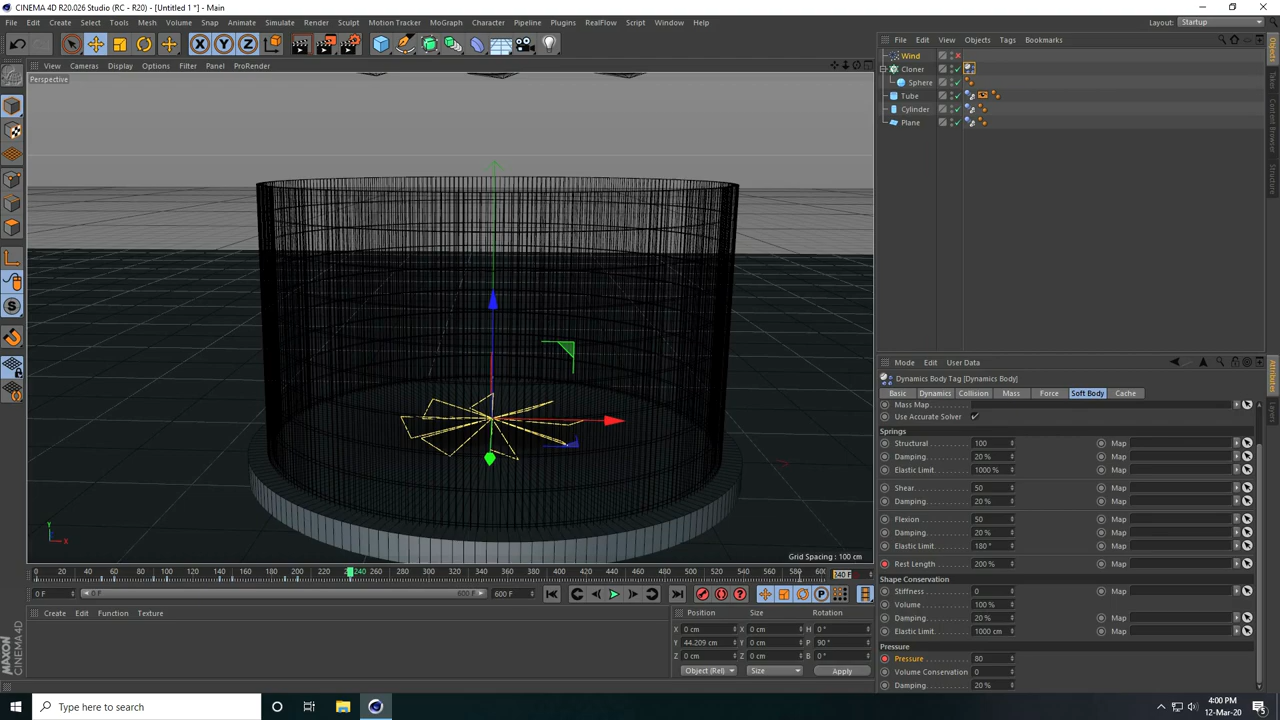 CINEMA 4D R20.026 Studio (RC - R20) - [Untitled 1 *] - Main
File Edit Create Select Tools Mesh Volume Snap Animate Simulate Render Sculpt Motion Tracker MoGraph Character Pipeline Plugins RealFlow Script Window Help
Layout: Startup
File Edit View Objects Tags Bookmarks
View Cameras Display Options Filter Panel ProRender
Perspective
Wind
Cloner
Sphere
Tube
Cylinder
Plane
Objects
Takes
Content Browser
Structure
Mode Edit User Data
Dynamics Body Tag [Dynamics Body]
Basic Dynamics Collision Mass Force Soft Body Cache
Mass Map
Use Accurate Solver
Springs
Structural 100 Map
Damping 20 % Map
Elastic Limit 1000 % Map
Shear 50 Map
Damping 20 % Map
Flexion 50 Map
Damping 20 % Map
Elastic Limit 180 ° Map
Rest Length 200 % Map
Shape Conservation
Stiffness 0 Map
Volume 100 % Map
Damping 20 % Map
Elastic Limit 1000 cm Map
Pressure
Pressure 80
Volume Conservation 0
Damping 20 %
Attributes
Layers
Y
X
Grid Spacing : 100 cm
0 20 40 60 80 100 120 140 160 180 200 220 240 260 280 300 320 340 360 380 400 420 440 460 480 500 520 540 560 580 600 240 F
0 F 0 F 600 F 600 F
Create Edit Function Texture
Position Size Rotation
X 0 cm X 0 cm H 0 °
Y 44.209 cm Y 0 cm P 90 °
Z 0 cm Z 0 cm B 0 °
Object (Rel) Size Apply
MAXON CINEMA 4D
Type here to search
4:00 PM
12-Mar-20
5